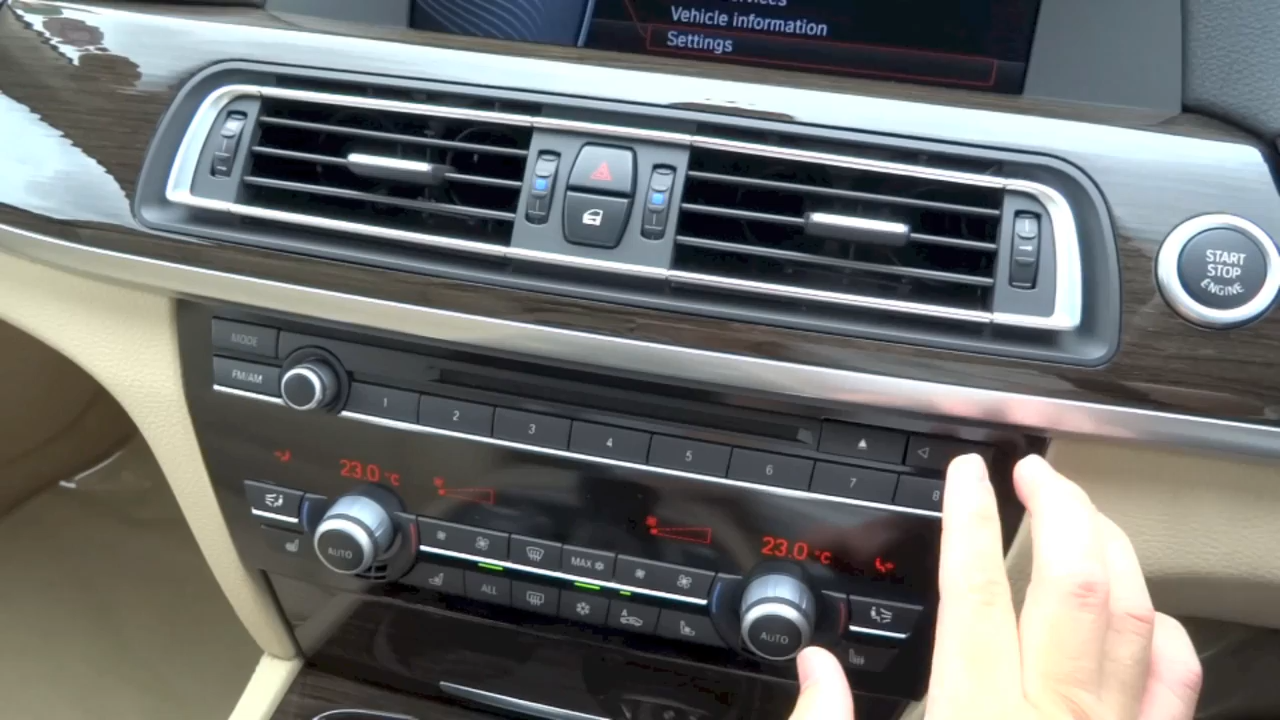 Vehicle information
Settings
START
STOP
ENGINE
MODE
FM/AM
1
2
3
4
5
6
7
8
23.0 °C
23.0 °C
AUTO
MAX
AUTO
ALL
A